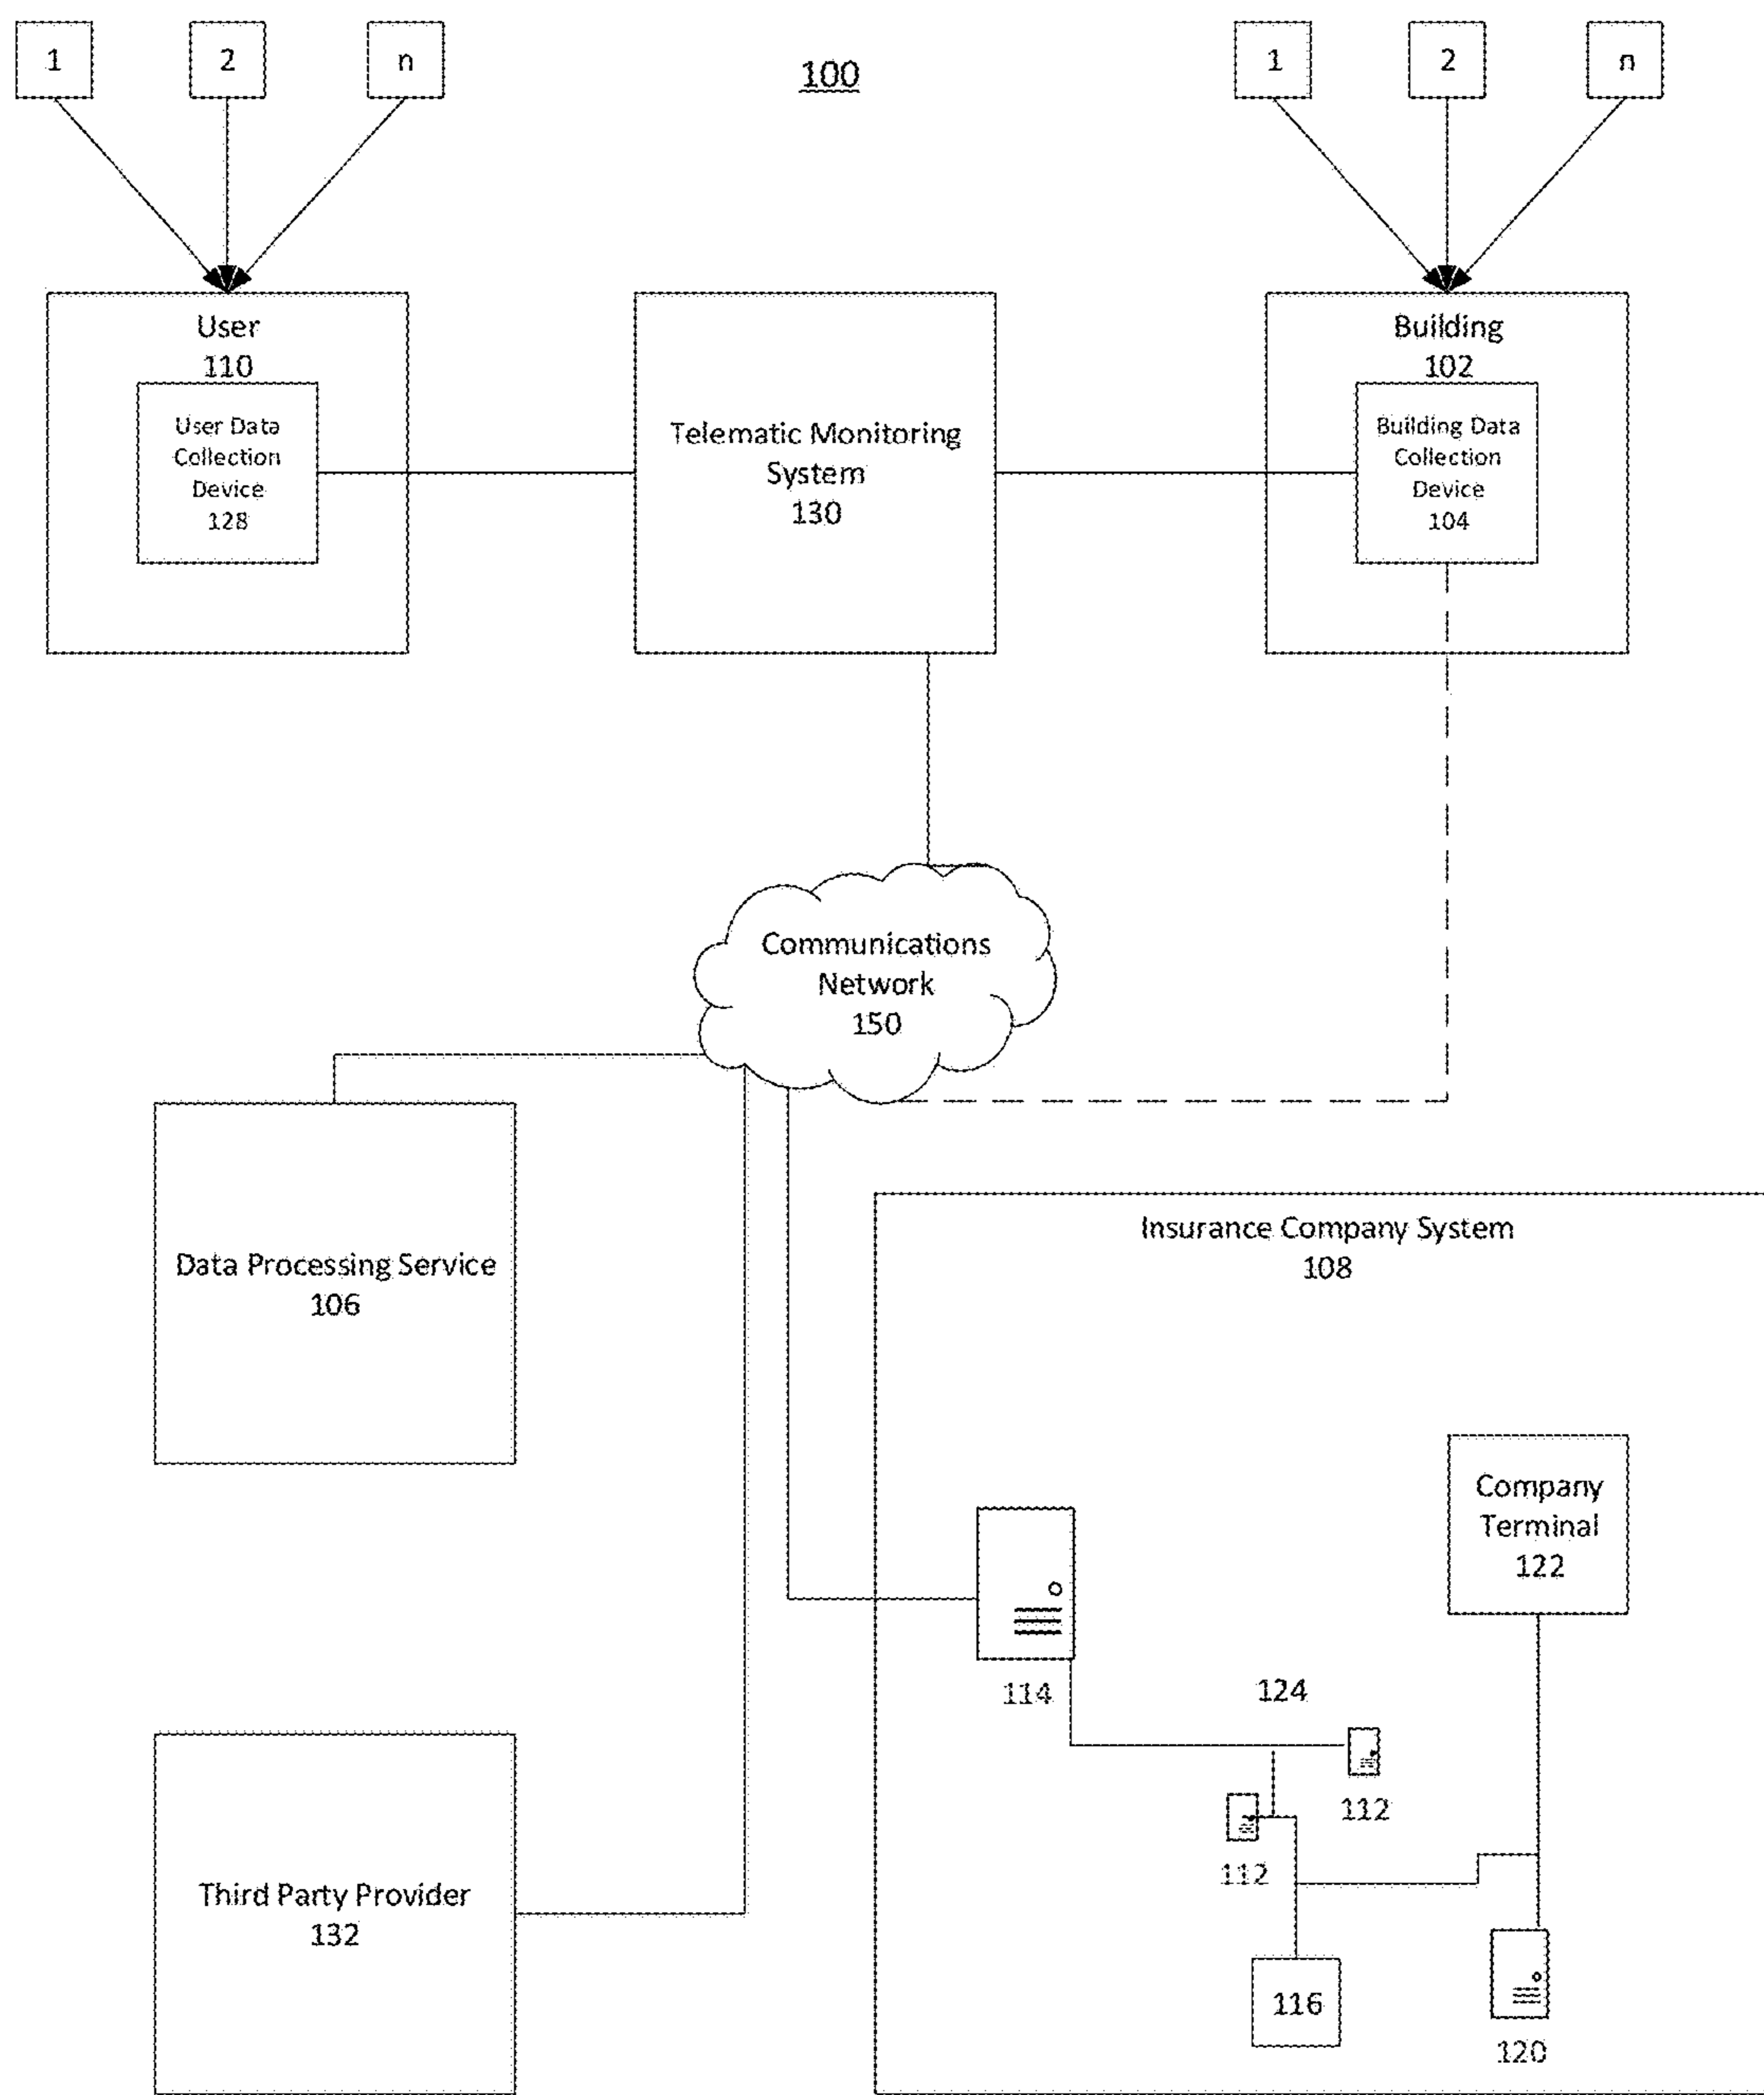 1
2
n
100
1
2
n
User
110
User Data
Collection
Device
128
Telematic Monitoring
System
130
Building
102
Building Data
Collection
Device
104
Communications
Network
150
Data Processing Service
106
Insurance Company System
108
Company
Terminal
122
114
124
112
112
Third Party Provider
132
116
120